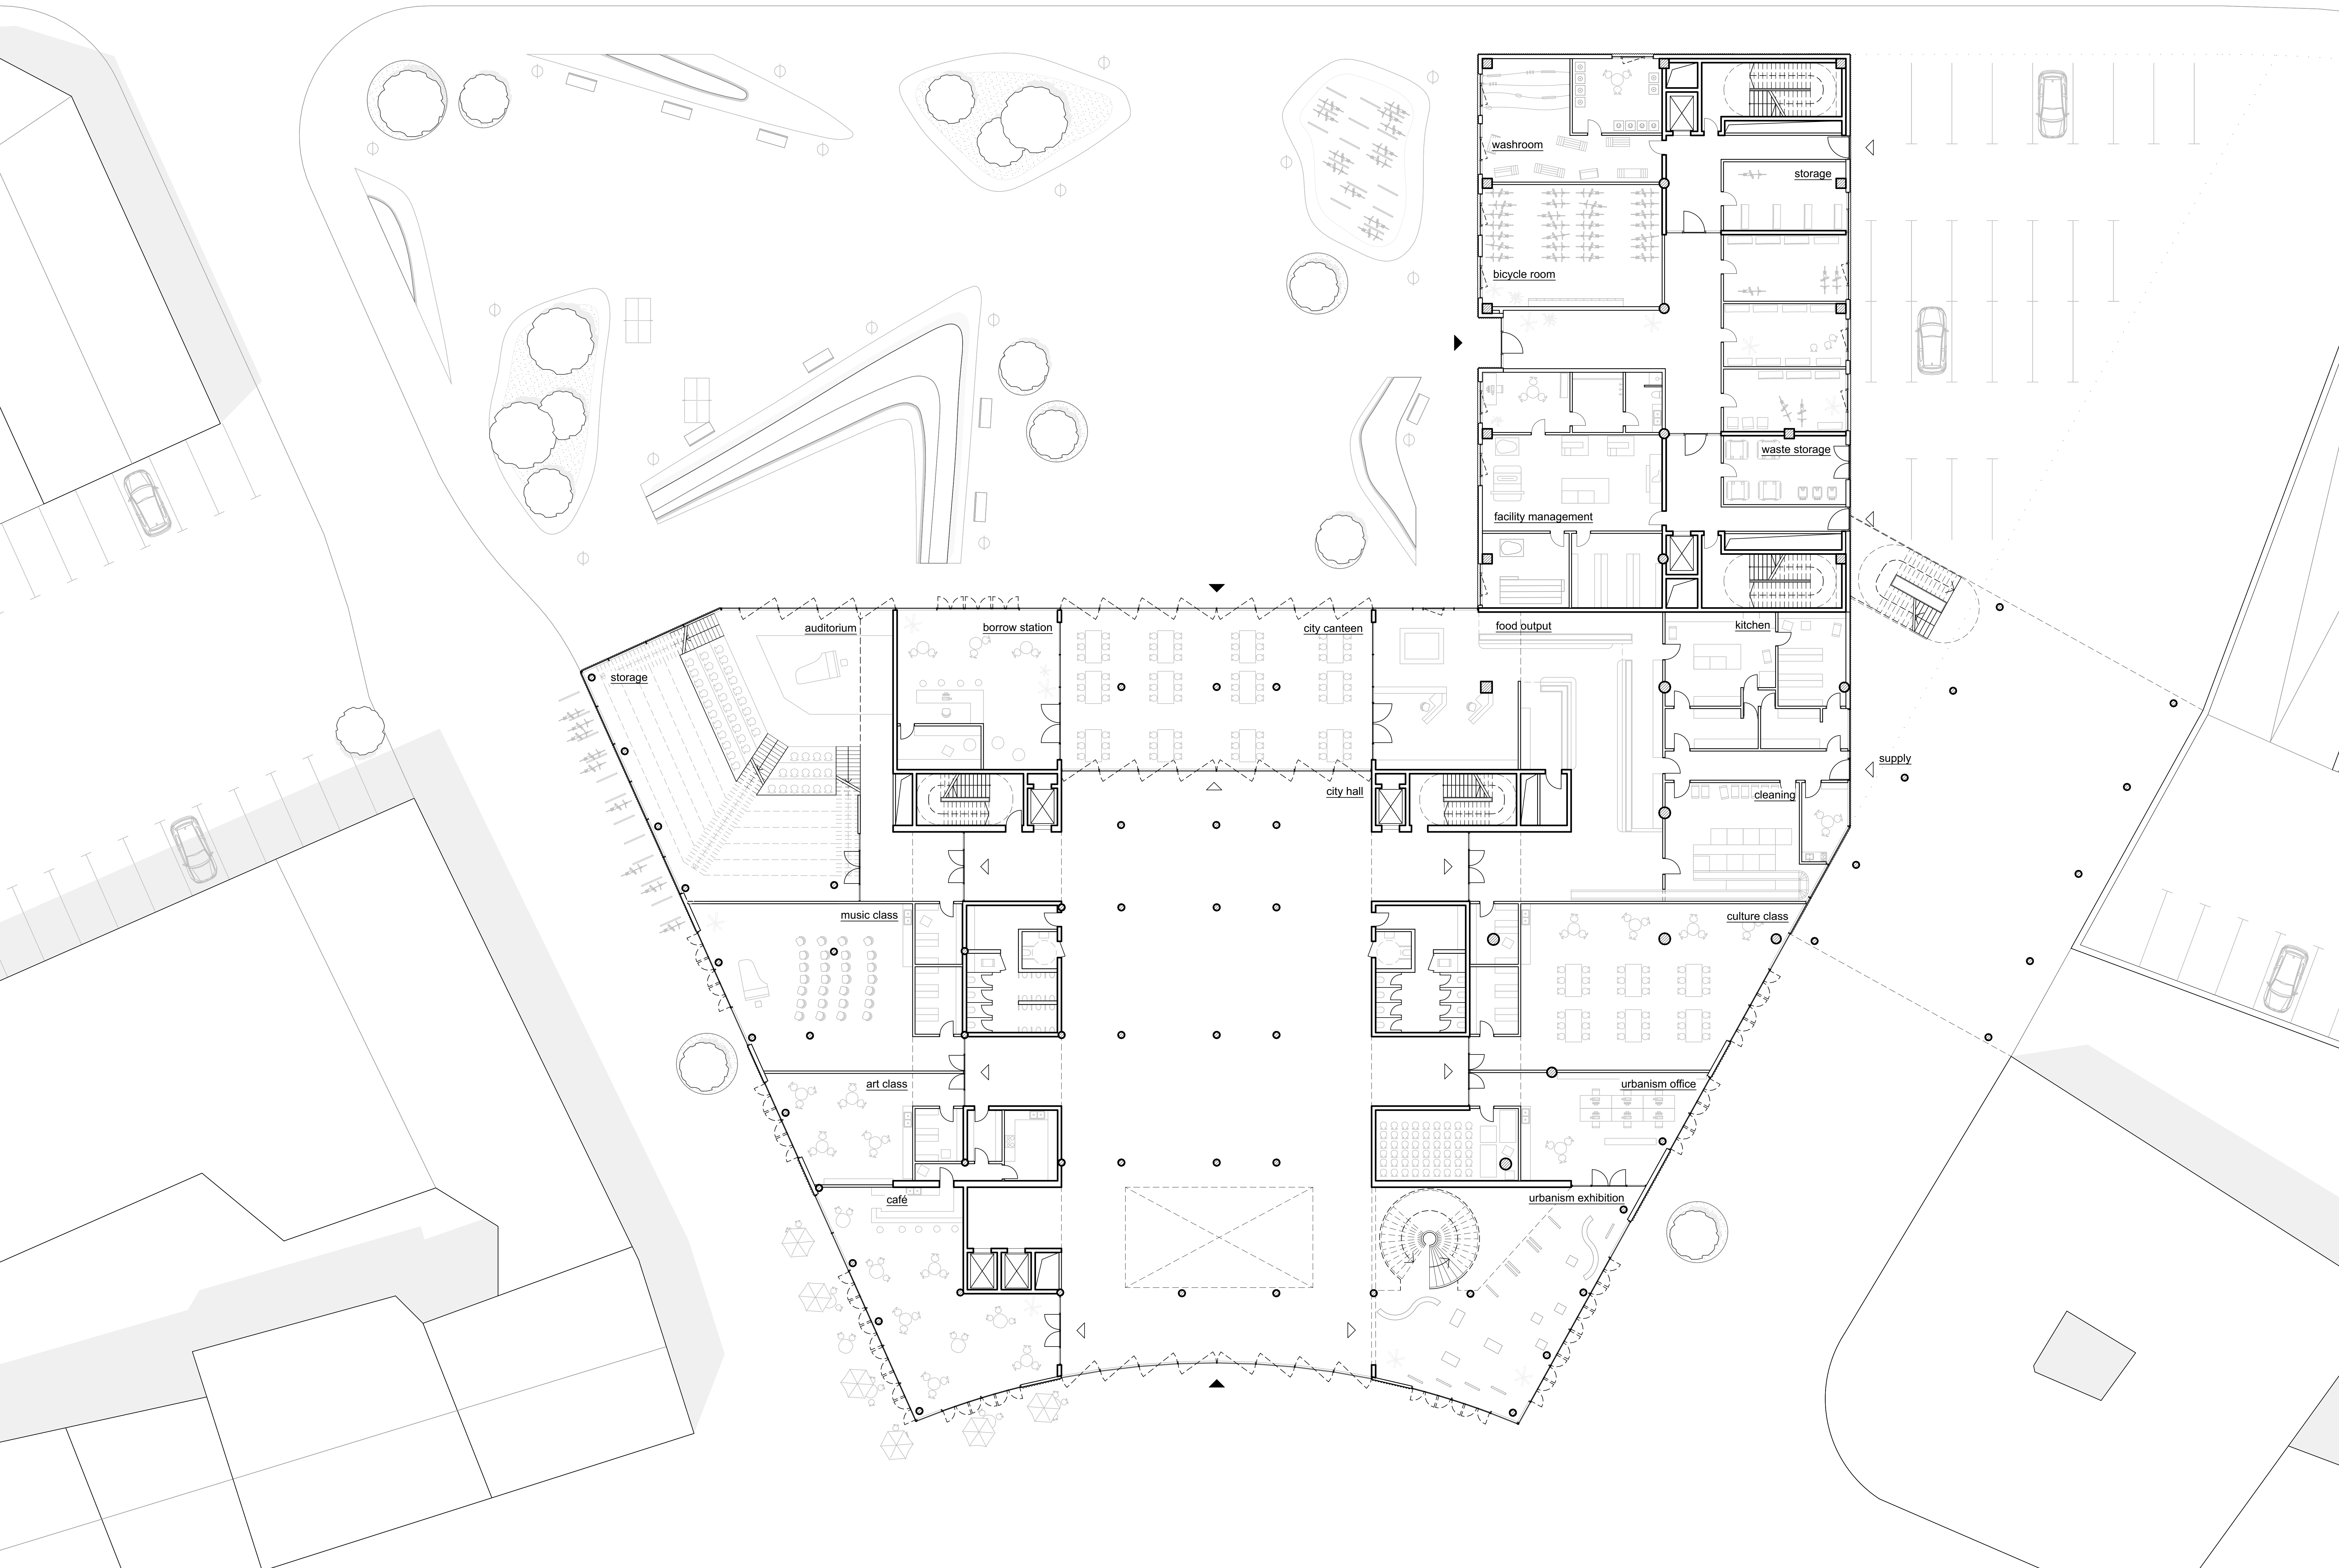 washroom
storage
bicycle room
waste storage
facility management
auditorium
borrow station
city canteen
food output
kitchen
storage
supply
city hall
cleaning
music class
culture class
art class
urbanism office
café
urbanism exhibition